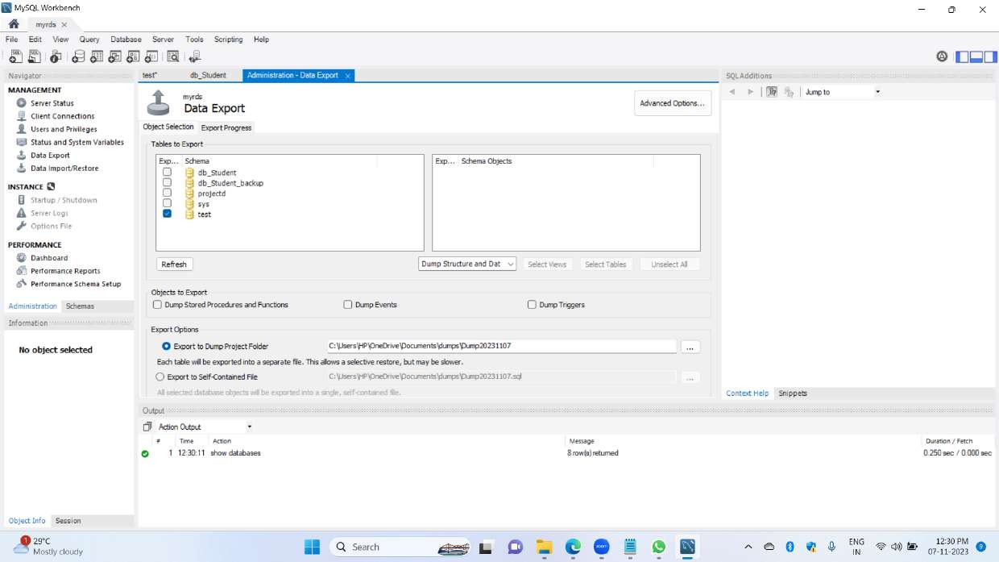 MySQL Workbench
myrds
File Edit View Query Database Server Tools Scripting Help
Navigator
MANAGEMENT
Server Status
Client Connections
Users and Privileges
Status and System Variables
Data Export
Data Import/Restore
INSTANCE
Startup / Shutdown
Server Logs
Options File
PERFORMANCE
Dashboard
Performance Reports
Performance Schema Setup
Administration Schemas
Information
No object selected
Object Info Session
test* db_Student Administration - Data Export
myrds
Data Export
Advanced Options...
Object Selection Export Progress
Tables to Export
Exp... Schema
db_Student
db_Student_backup
projectd
sys
test
Exp... Schema Objects
Refresh Dump Structure and Dat Select Views Select Tables Unselect All
Objects to Export
Dump Stored Procedures and Functions Dump Events Dump Triggers
Export Options
Export to Dump Project Folder C:\Users\HP\OneDrive\Documents\dumps\Dump20231107 ...
Each table will be exported into a separate file. This allows a selective restore, but may be slower.
Export to Self-Contained File C:\Users\HP\OneDrive\Documents\dumps\Dump20231107.sql ...
All selected database objects will be exported into a single, self-contained file.
SQLAdditions
Jump to
Context Help Snippets
Output
Action Output
# Time Action Message Duration / Fetch
1 12:30:11 show databases 8 row(s) returned 0.250 sec / 0.000 sec
1 29°C
Mostly cloudy
Search
zoom
ENG
IN
12:30 PM
07-11-2023
9